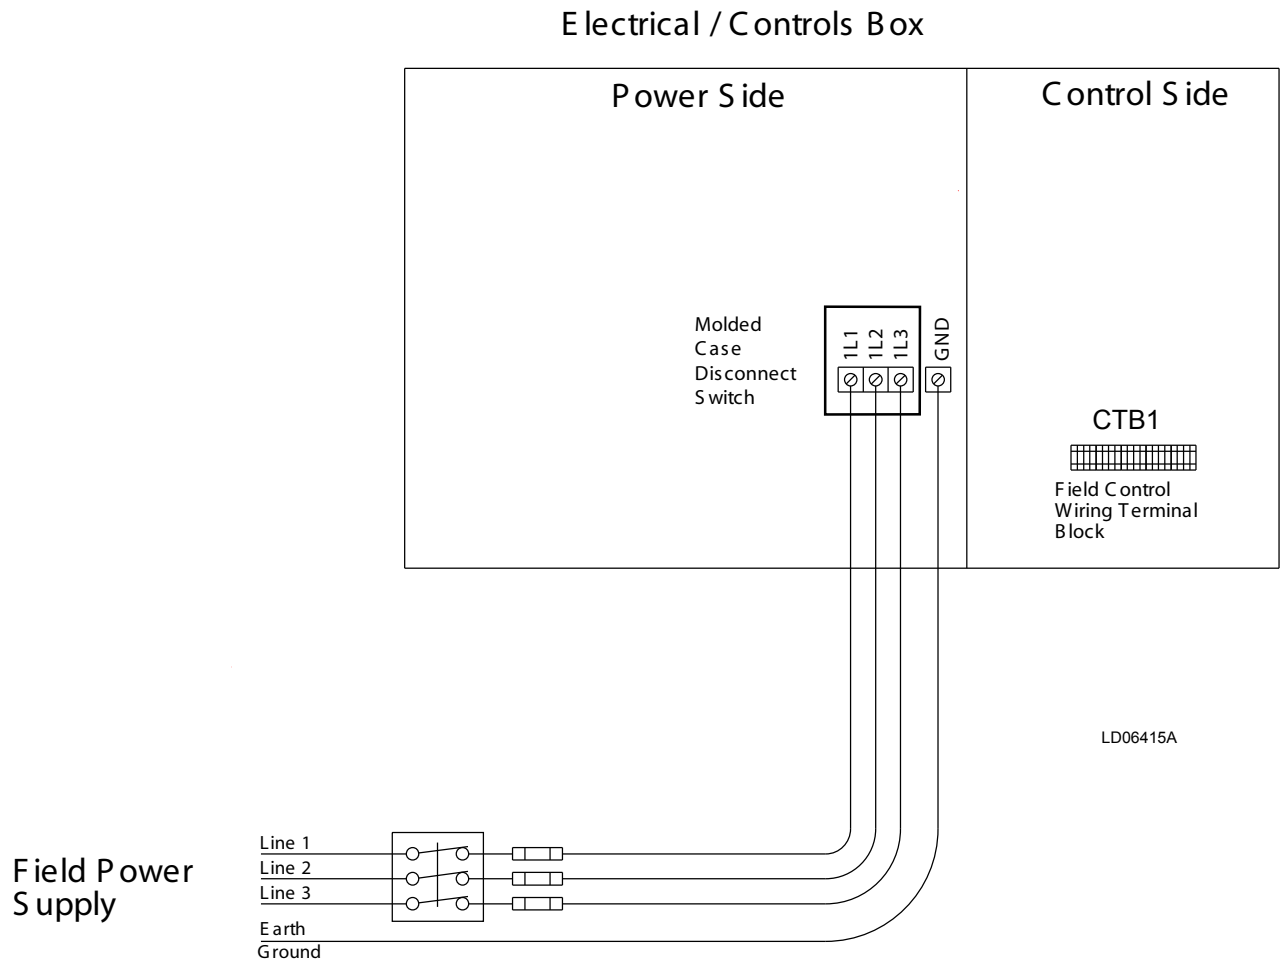 Electrical / Controls Box
Power Side
Control Side
Molded
Case
Disconnect
Switch
1L1
1L2
1L3
GND
CTB1
Field Control
Wiring Terminal
Block
LD06415A
Field Power
Supply
Line 1
Line 2
Line 3
Earth
Ground